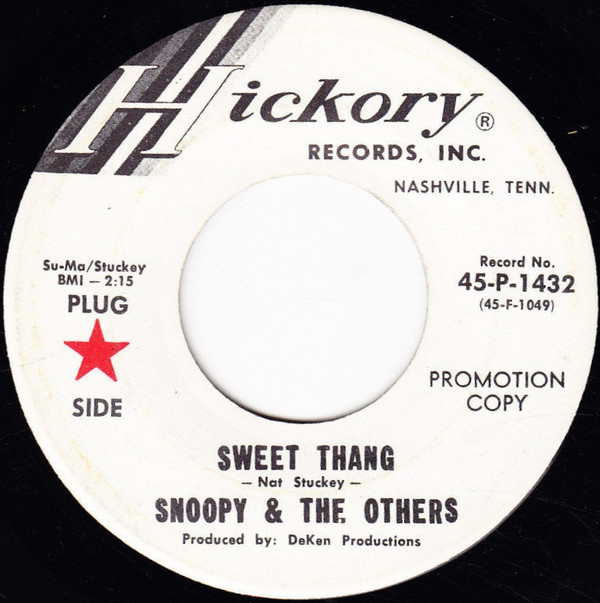 Hickory®
RECORDS, INC.
NASHVILLE, TENN.
Su-Ma/Stuckey
BMI – 2:15
PLUG
SIDE
Record No.
45-P-1432
(45-F-1049)
PROMOTION
COPY
SWEET THANG
– Nat Stuckey –
SNOOPY & THE OTHERS
Produced by: DeKen Productions